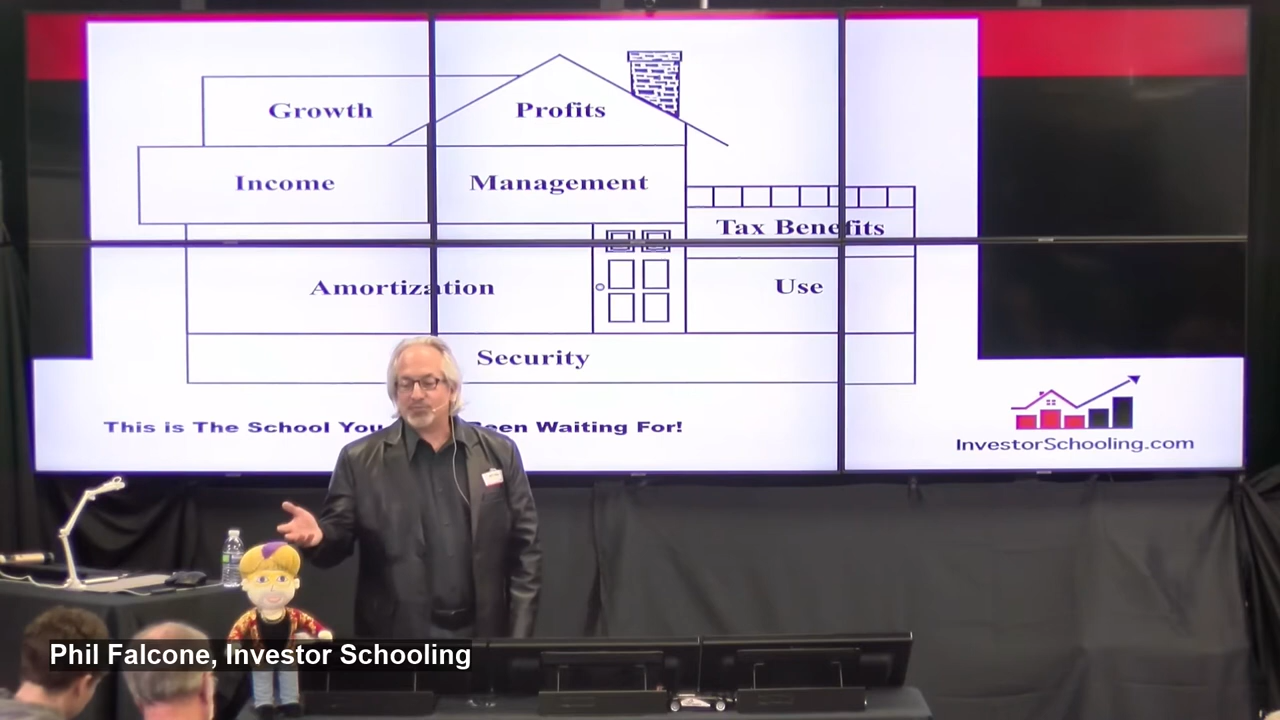 Growth
Profits
Income
Management
Tax Benefits
Amortization
Use
Security
This is The School You
een Waiting For!
InvestorSchooling.com
Phil Falcone, Investor Schooling